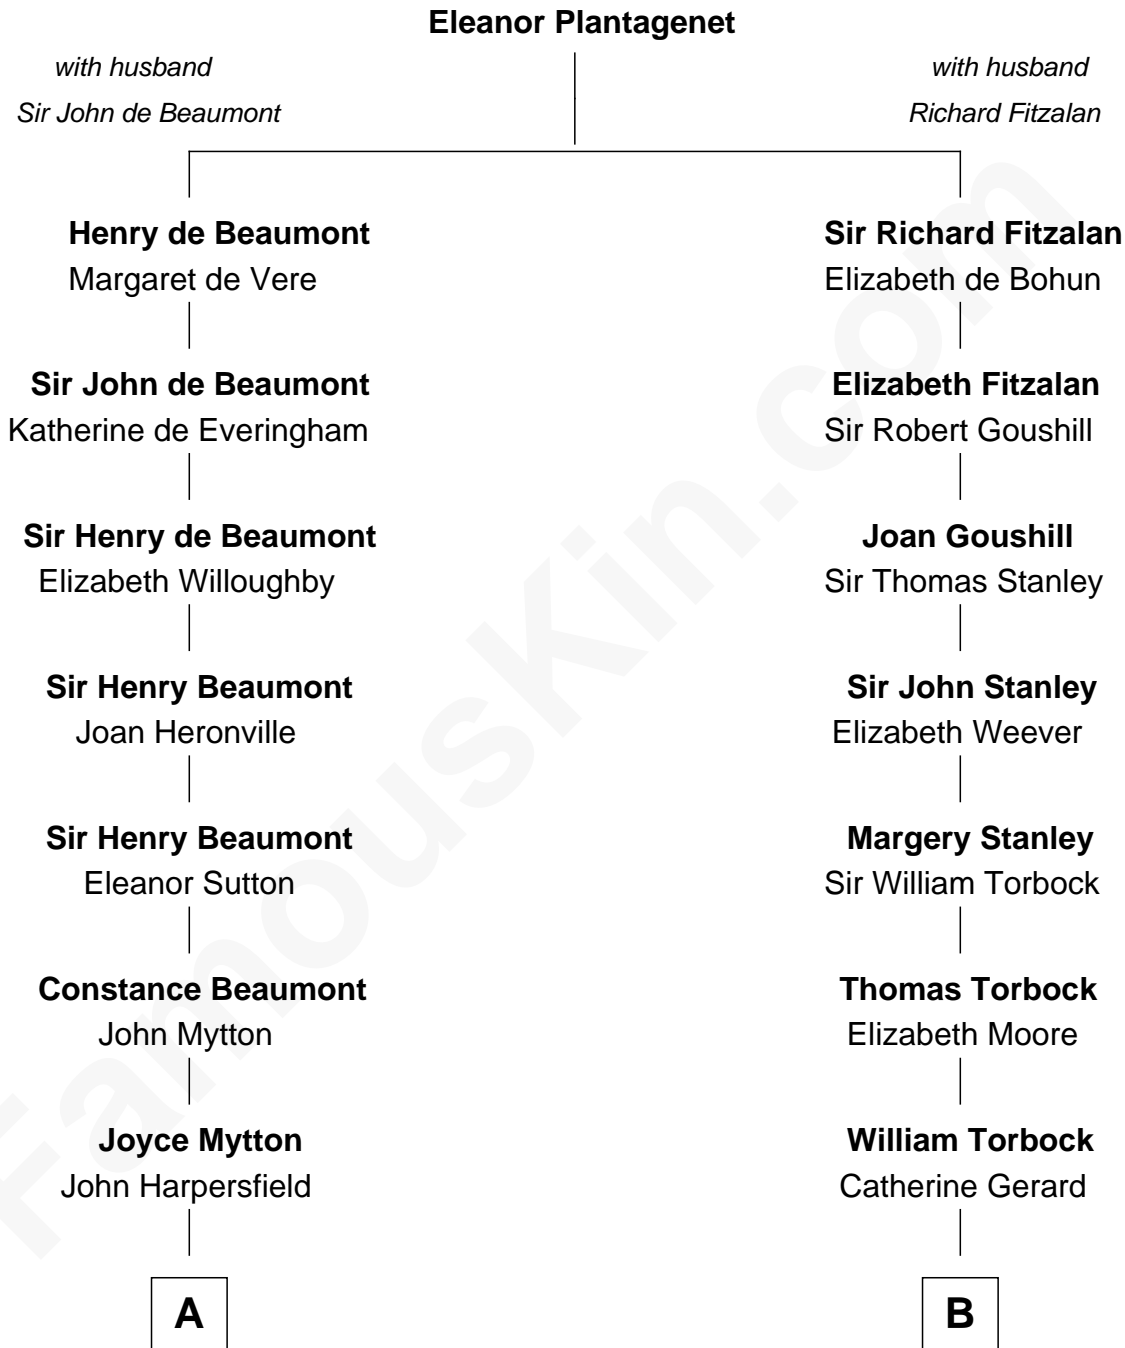 Eleanor Plantagenet
with husband
Sir John de Beaumont
with husband
Richard Fitzalan
Henry de Beaumont
Margaret de Vere
Sir Richard Fitzalan
Elizabeth de Bohun
Sir John de Beaumont
Katherine de Everingham
Elizabeth Fitzalan
Sir Robert Goushill
Sir Henry de Beaumont
Elizabeth Willoughby
Joan Goushill
Sir Thomas Stanley
Sir Henry Beaumont
Joan Heronville
Sir John Stanley
Elizabeth Weever
Sir Henry Beaumont
Eleanor Sutton
Margery Stanley
Sir William Torbock
Constance Beaumont
John Mytton
Thomas Torbock
Elizabeth Moore
Joyce Mytton
John Harpersfield
William Torbock
Catherine Gerard
A
B
FamousKin.com